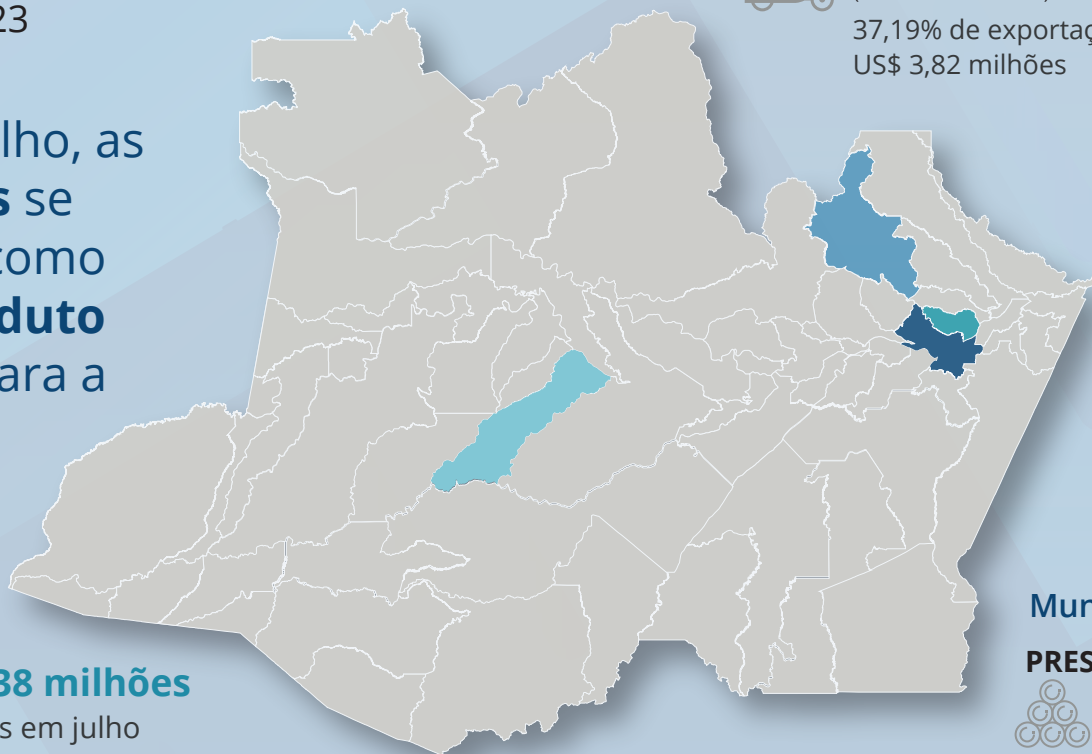 23
lho, as
s se
como
duto
ara a
37,19% de exportaç
US$ 3,82 milhões
38 milhões
s em julho
Mun
PRES